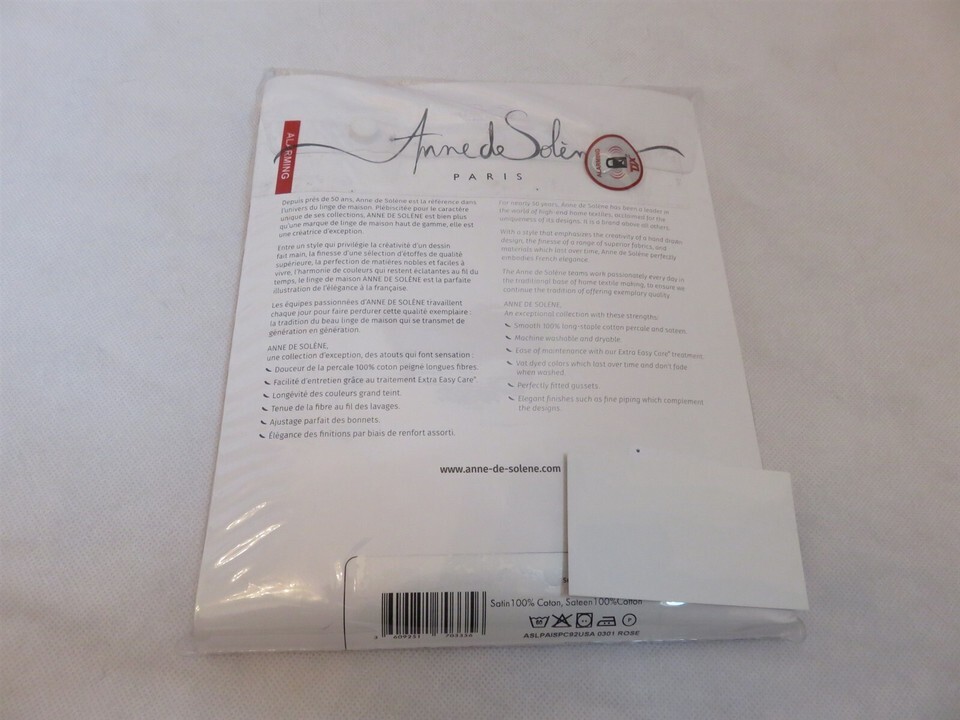 Anne de Solène
PARIS
ALARMING
ALARMING
Depuis près de 50 ans, Anne de Solène est la référence dans
l'univers du linge de maison. Plébiscitée pour le caractère
unique de ses collections, ANNE DE SOLÈNE est bien plus
qu'une marque de linge de maison haut de gamme, elle est
une créatrice d'exception.
Entre un style qui privilégie la créativité d'un dessin
fait main, la finesse d'une sélection d'étoffes de qualité
supérieure, la perfection de matières nobles et faciles à
vivre, l'harmonie de couleurs qui restent éclatantes au fil du
temps, le linge de maison ANNE DE SOLÈNE est la parfaite
illustration de l'élégance à la française.
Les équipes passionnées d'ANNE DE SOLÈNE travaillent
chaque jour pour faire perdurer cette qualité exemplaire :
la tradition du beau linge de maison qui se transmet de
génération en génération.
ANNE DE SOLÈNE,
une collection d'exception, des atouts qui font sensation :
Douceur de la percale 100% coton peigné longues fibres.
Facilité d'entretien grâce au traitement Extra Easy Care®
Longévité des couleurs grand teint.
Tenue de la fibre au fil des lavages.
Ajustage parfait des bonnets.
Élégance des finitions par biais de renfort assorti.
For nearly 50 years, Anne de Solène has been a leader in
the world of high-end home textiles, acclaimed for the
uniqueness of its designs. It is a brand above all others.
With a style that emphasizes the creativity of a hand drawn
design, the finesse of a range of superior fabrics, and
materials which last over time, Anne de Solène perfectly
embodies French elegance.
The Anne de Solène teams work passionately every day in
the traditional base of home textile making, to ensure we
continue the tradition of offering exemplary quality.
ANNE DE SOLÈNE,
An exceptional collection with these strengths:
Smooth 100% long-staple cotton percale and sateen.
Machine washable and dryable.
Ease of maintenance with our Extra Easy Care® treatment.
Vat dyed colors which last over time and don't fade
when washed.
Perfectly fitted gussets.
Elegant finishes such as fine piping which complement
the designs.
www.anne-de-solene.com
Satin100% Coton, Sateen100%Cotton
3 609331 703356
ASLPAISPC82USA 0301 ROSE